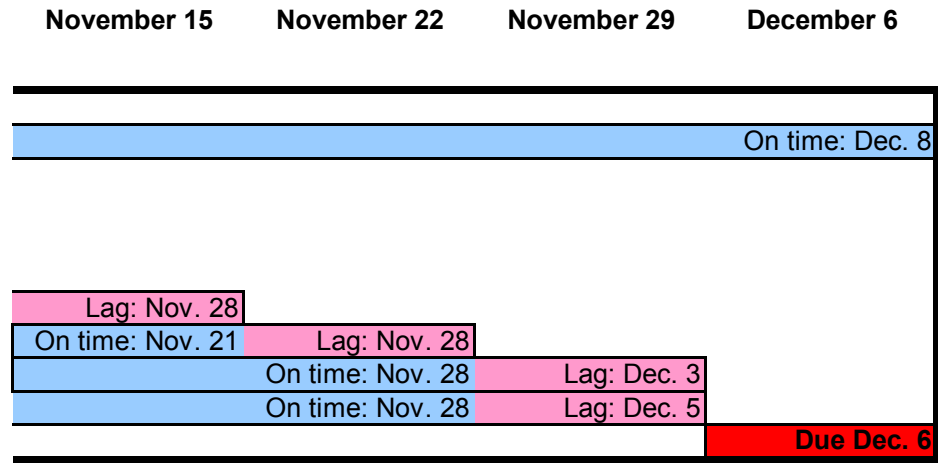 November 15 November 22 November 29 December 6
On time: Dec. 8
Lag: Nov. 28
On time: Nov. 21 Lag: Nov. 28
On time: Nov. 28 Lag: Dec. 3
On time: Nov. 28 Lag: Dec. 5
Due Dec. 6